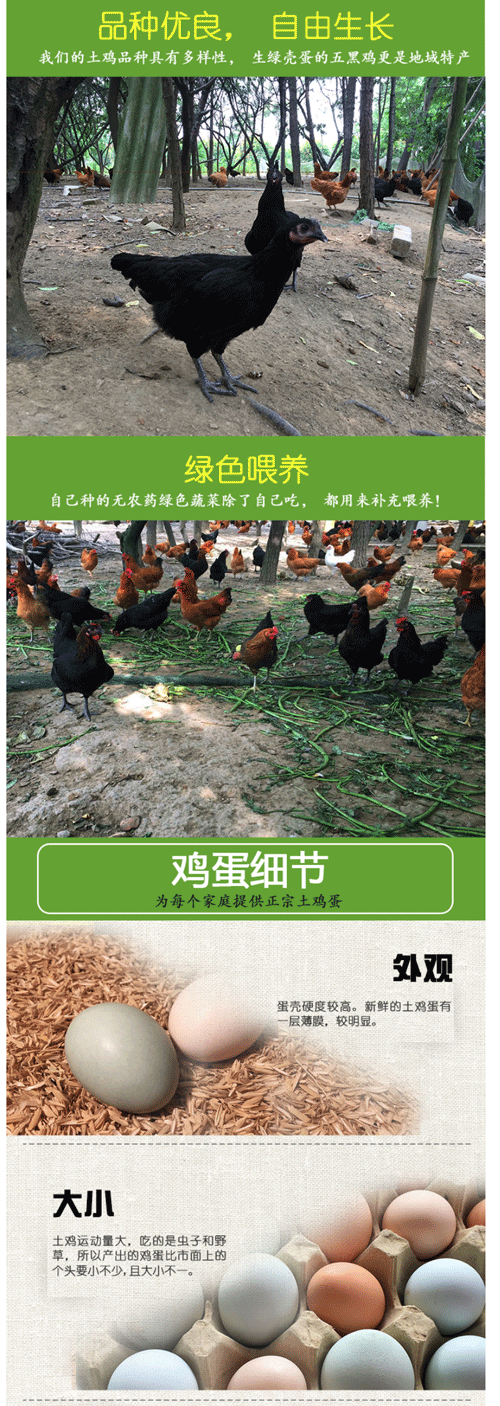 品种优良， 自由生长
我们的土鸡品种具有多样性， 生绿壳蛋的五黑鸡更是地域特产
绿色喂养
自己种的无农药绿色蔬菜除了自己吃， 都用来补充喂养！
鸡蛋细节
为每个家庭提供正宗土鸡蛋
外观
蛋壳硬度较高。新鲜的土鸡蛋有
一层薄膜，较明显。
大小
土鸡运动量大，吃的是虫子和野
草，所以产出的鸡蛋比市面上的
个头要小不少，且大小不一。